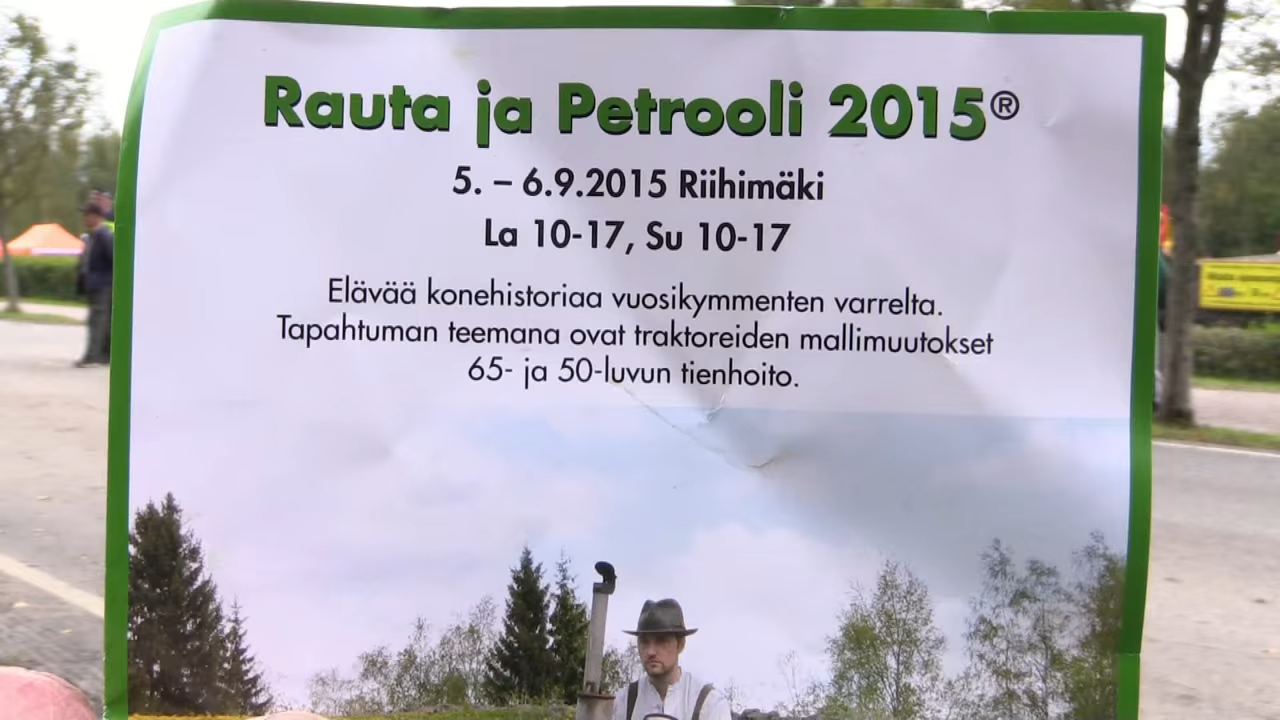 Rauta ja Petrooli 2015®
5. – 6.9.2015 Riihimäki
La 10-17, Su 10-17
Elävää konehistoriaa vuosikymmenten varrelta.
Tapahtuman teemana ovat traktoreiden mallimuutokset
65- ja 50-luvun tienhoito.